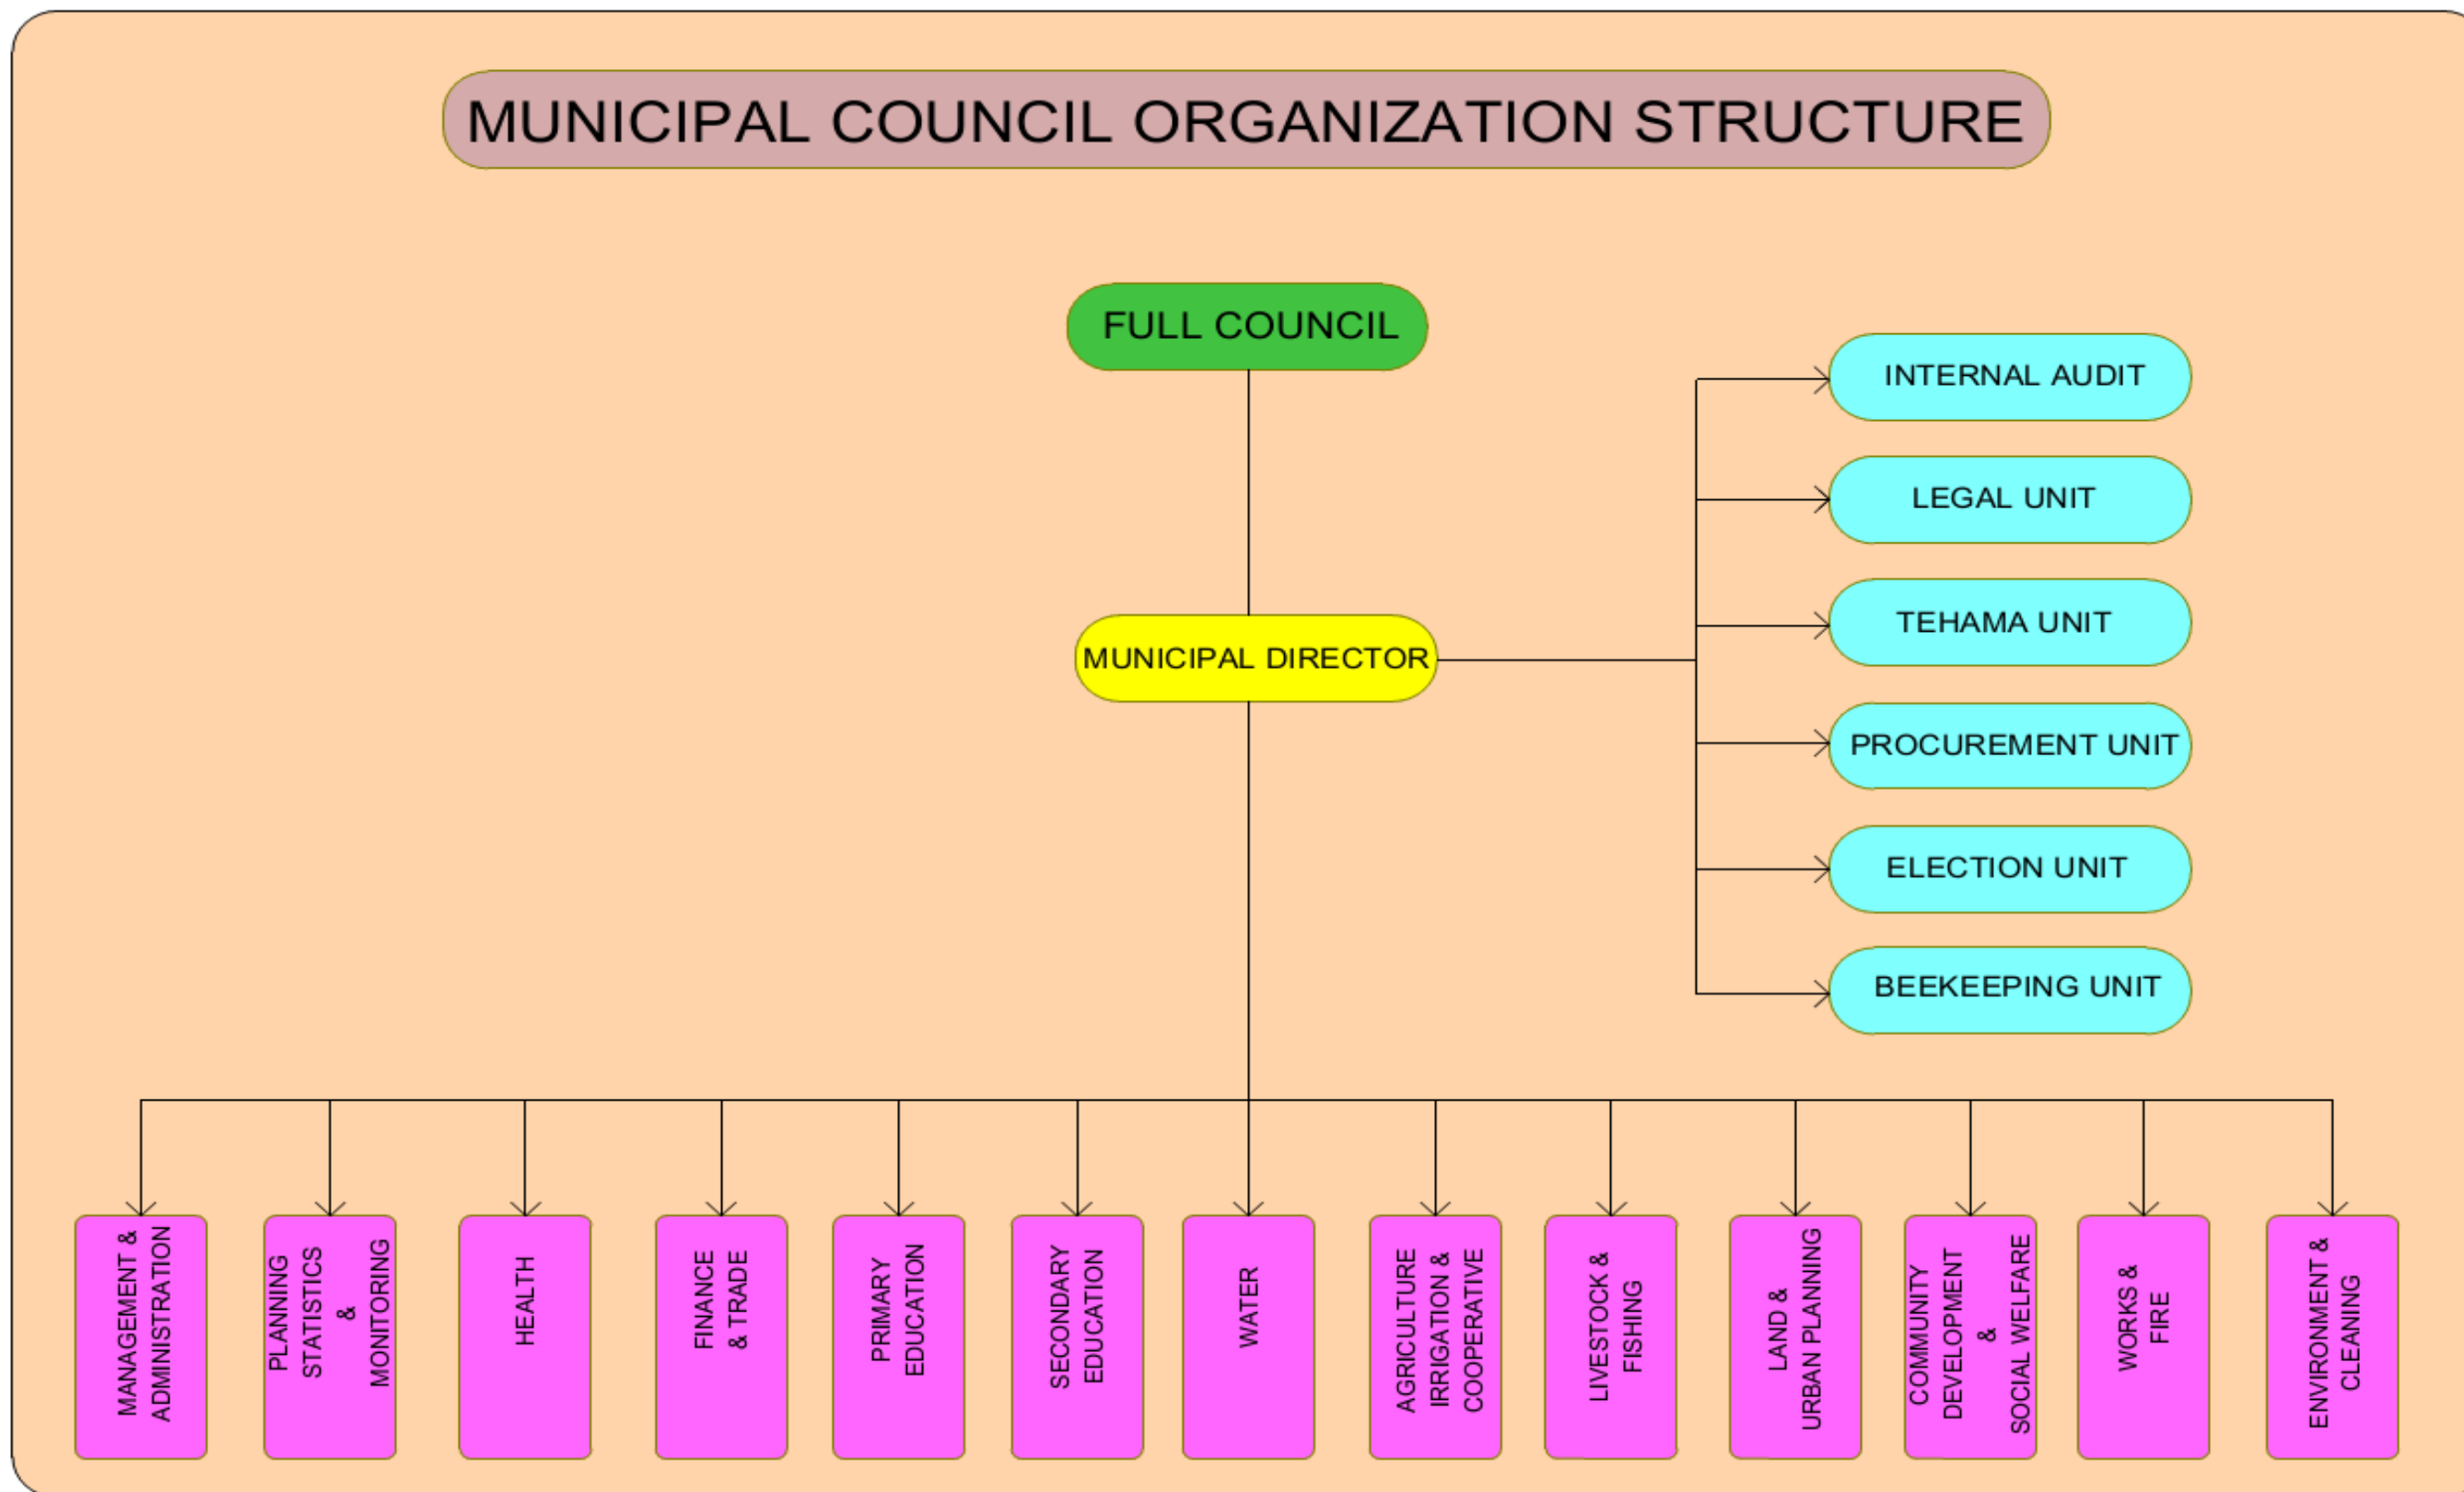 MUNICIPAL COUNCIL ORGANIZATION STRUCTURE
FULL COUNCIL
INTERNAL AUDIT
LEGAL UNIT
TEHAMA UNIT
MUNICIPAL DIRECTOR
PROCUREMENT UNIT
ELECTION UNIT
BEEKEEPING UNIT
MANAGEMENT &
ADMINISTRATION
PLANNING
STATISTICS
&
MONITORING
HEALTH
FINANCE
& TRADE
PRIMARY
EDUCATION
SECONDARY
EDUCATION
WATER
AGRICULTURE
IRRIGATION &
COOPERATIVE
LIVESTOCK &
FISHING
LAND &
URBAN PLANNING
COMMUNITY
DEVELOPMENT
&
SOCIAL WELFARE
WORKS &
FIRE
ENVIRONMENT &
CLEANING